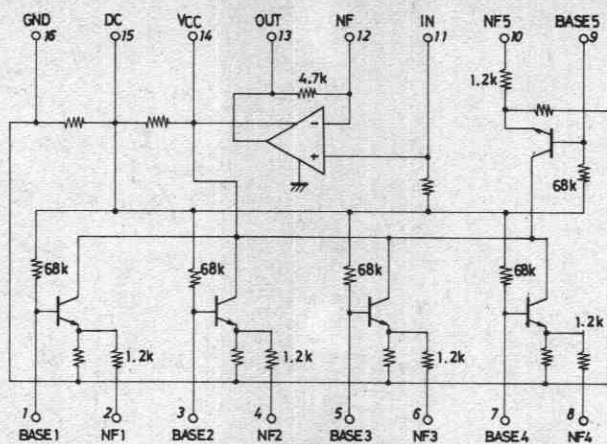 GND DC VCC OUT NF IN NF5 BASE5
16 15 14 13 12 11 10 9
4.7k
1.2k
-
+
68k
68k 68k 68k 68k
1.2k
1.2k 1.2k 1.2k
1 2 3 4 5 6 7 8
BASE1 NF1 BASE2 NF2 BASE3 NF3 BASE4 NF4